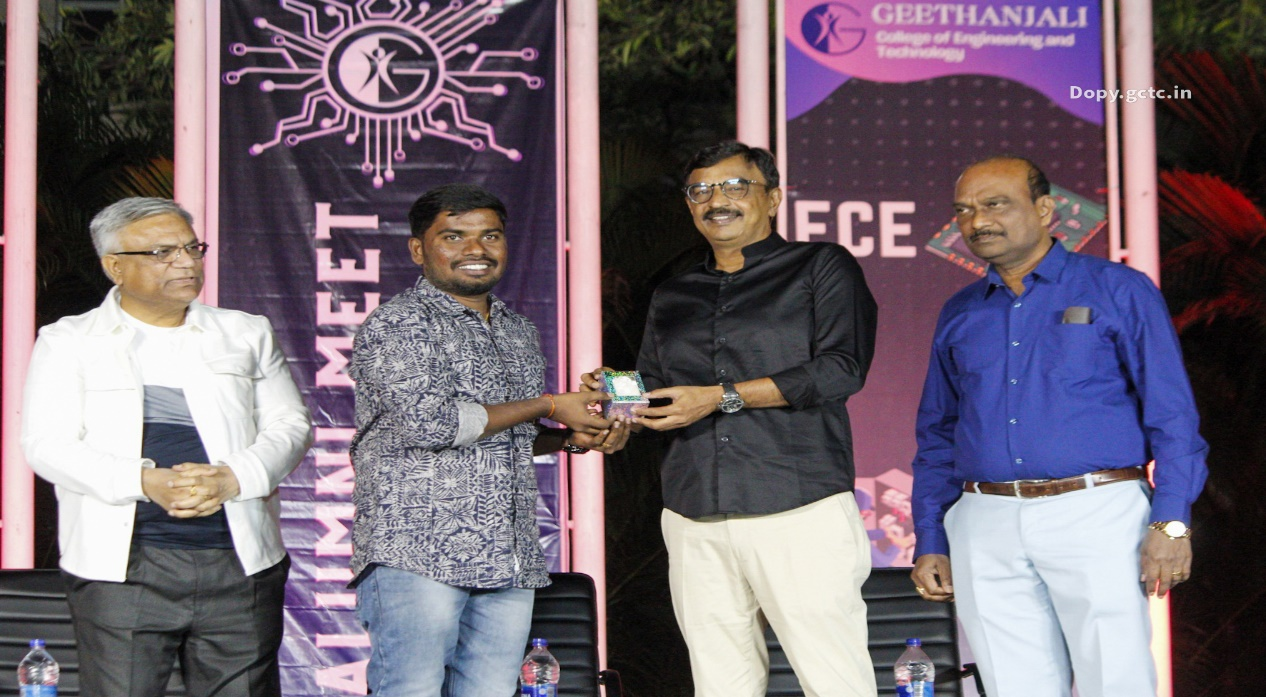 GEETHANJALI
College of Engineering and
Technology
Dopy.gctc.in
ECE
ALUMNI MEET